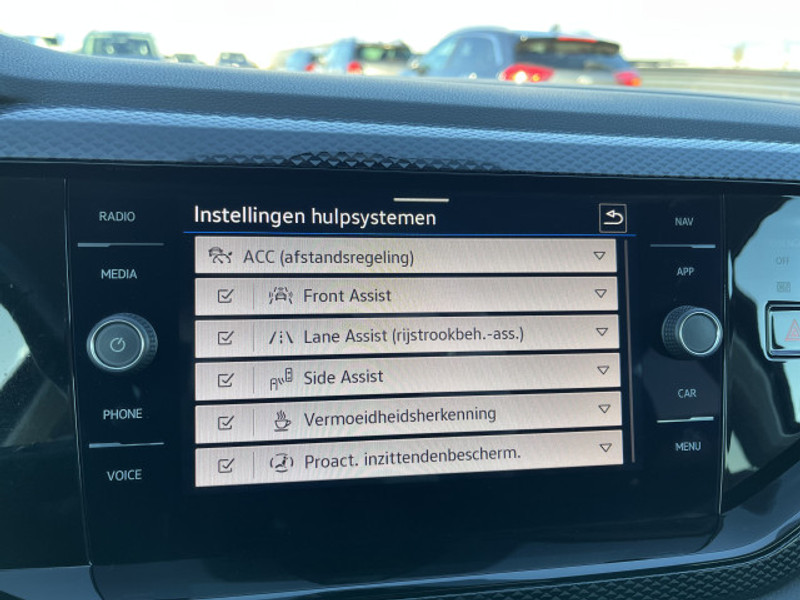 RADIO
MEDIA
PHONE
VOICE
Instellingen hulpsystemen
ACC (afstandsregeling)
Front Assist
Lane Assist (rijstrookbeh.-ass.)
Side Assist
Vermoeidheidsherkenning
Proact. inzittendenbescherm.
NAV
APP
CAR
MENU
OFF